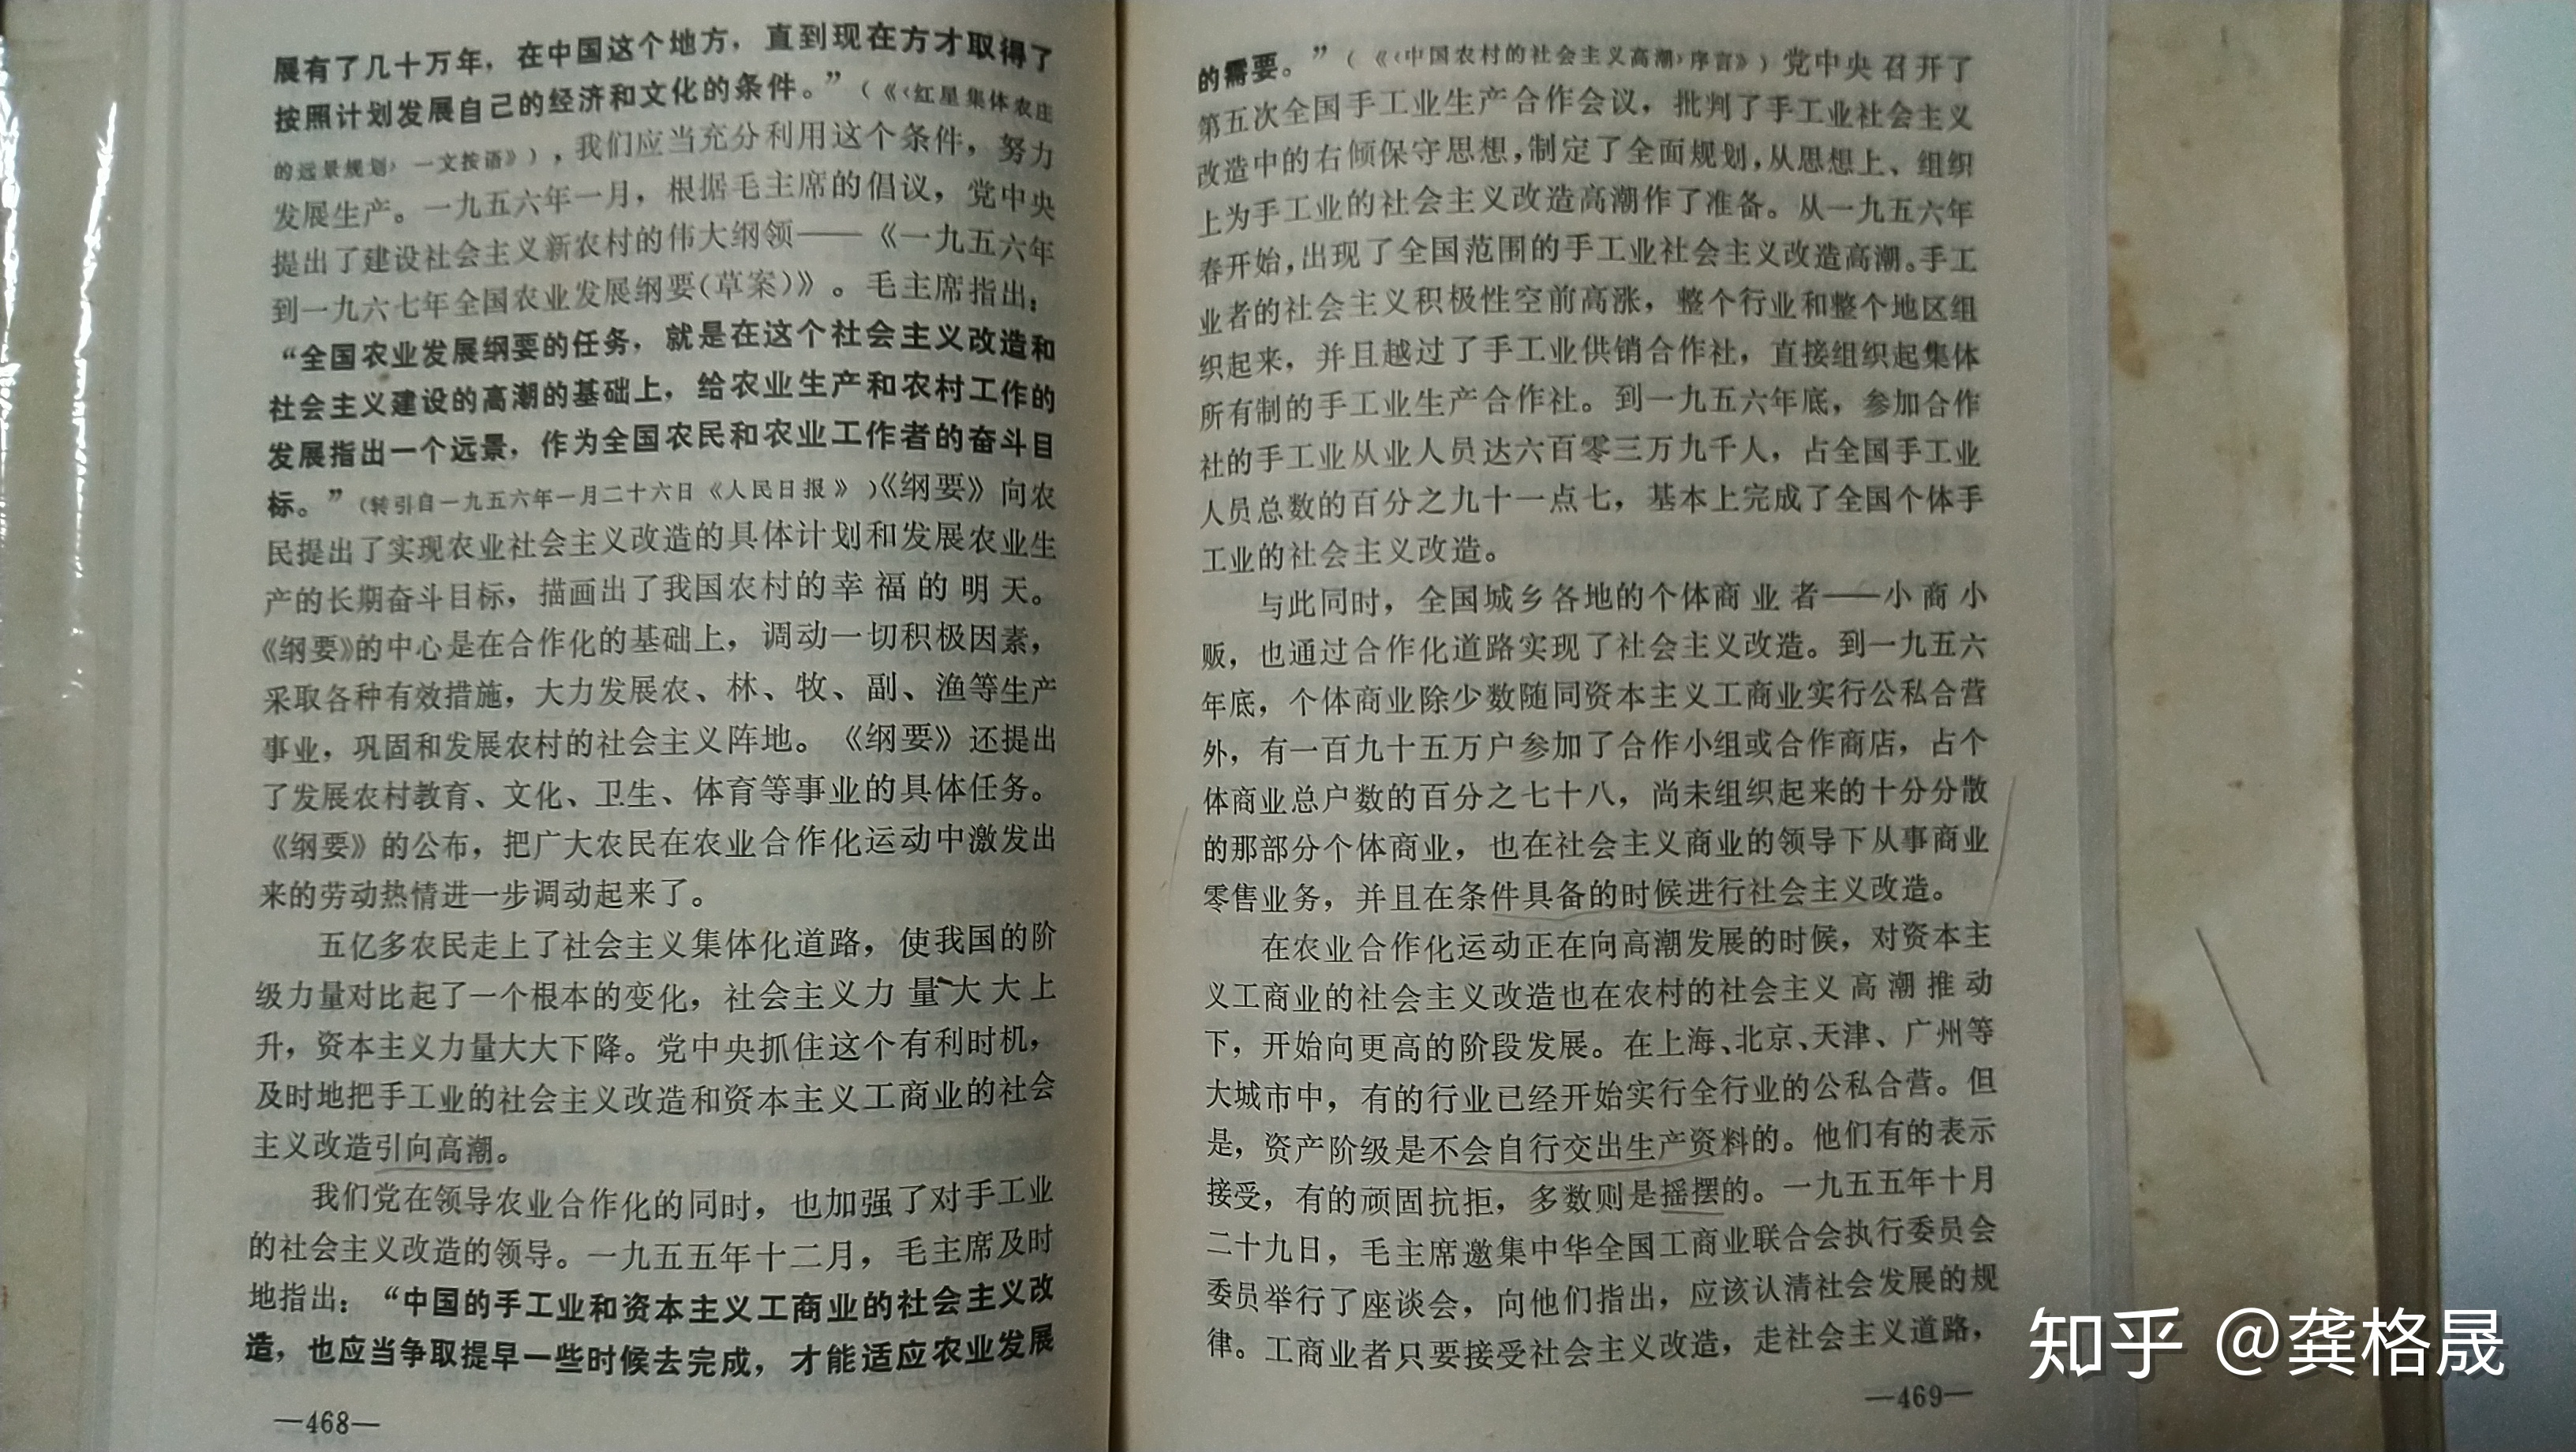 展有了几十万年，在中国这个地方，直到现在方才取得了
按照计划发展自己的经济和文化的条件。”（《〈红星集体农庄
的远景规划〉一文按语》），我们应当充分利用这个条件，努力
发展生产。一九五六年一月，根据毛主席的倡议，党中央
提出了建设社会主义新农村的伟大纲领——《一九五六年
到一九六七年全国农业发展纲要（草案）》。毛主席指出：
“全国农业发展纲要的任务，就是在这个社会主义改造和
社会主义建设的高潮的基础上，给农业生产和农村工作的
发展指出一个远景，作为全国农民和农业工作者的奋斗目
标。”（转引自一九五六年一月二十六日《人民日报》）《纲要》向农
民提出了实现农业社会主义改造的具体计划和发展农业生
产的长期奋斗目标，描画出了我国农村的幸福的明天。
《纲要》的中心是在合作化的基础上，调动一切积极因素，
采取各种有效措施，大力发展农、林、牧、副、渔等生产
事业，巩固和发展农村的社会主义阵地。《纲要》还提出
了发展农村教育、文化、卫生、体育等事业的具体任务。
《纲要》的公布，把广大农民在农业合作化运动中激发出
来的劳动热情进一步调动起来了。
五亿多农民走上了社会主义集体化道路，使我国的阶
级力量对比起了一个根本的变化，社会主义力量大大上
升，资本主义力量大大下降。党中央抓住这个有利时机，
及时地把手工业的社会主义改造和资本主义工商业的社会
主义改造引向高潮。
我们党在领导农业合作化的同时，也加强了对手工业
的社会主义改造的领导。一九五五年十二月，毛主席及时
地指出：“中国的手工业和资本主义工商业的社会主义改
造，也应当争取提早一些时候去完成，才能适应农业发展
—468—
的需要。”（《〈中国农村的社会主义高潮〉序言》）党中央召开了
第五次全国手工业生产合作会议，批判了手工业社会主义
改造中的右倾保守思想，制定了全面规划，从思想上、组织
上为手工业的社会主义改造高潮作了准备。从一九五六年
春开始，出现了全国范围的手工业社会主义改造高潮。手工
业者的社会主义积极性空前高涨，整个行业和整个地区组
织起来，并且越过了手工业供销合作社，直接组织起集体
所有制的手工业生产合作社。到一九五六年底，参加合作
社的手工业从业人员达六百零三万九千人，占全国手工业
人员总数的百分之九十一点七，基本上完成了全国个体手
工业的社会主义改造。
与此同时，全国城乡各地的个体商业者——小商小
贩，也通过合作化道路实现了社会主义改造。到一九五六
年底，个体商业除少数随同资本主义工商业实行公私合营
外，有一百九十五万户参加了合作小组或合作商店，占个
体商业总户数的百分之七十八，尚未组织起来的十分分散
的那部分个体商业，也在社会主义商业的领导下从事商业
零售业务，并且在条件具备的时候进行社会主义改造。
在农业合作化运动正在向高潮发展的时候，对资本主
义工商业的社会主义改造也在农村的社会主义高潮推动
下，开始向更高的阶段发展。在上海、北京、天津、广州等
大城市中，有的行业已经开始实行全行业的公私合营。但
是，资产阶级是不会自行交出生产资料的。他们有的表示
接受，有的顽固抗拒，多数则是摇摆的。一九五五年十月
二十九日，毛主席邀集中华全国工商业联合会执行委员会
委员举行了座谈会，向他们指出，应该认清社会发展的规
律。工商业者只要接受社会主义改造，走社会主义道路，
—469—
知乎 @龚格晟